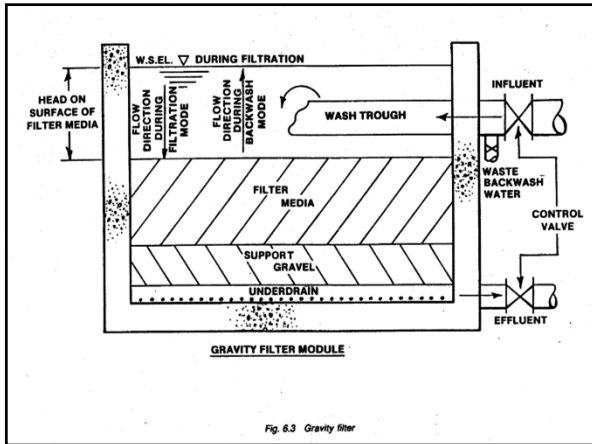 W.S.EL. ▽ DURING FILTRATION
HEAD ON
SURFACE OF
FILTER MEDIA
FLOW
DIRECTION
DURING
FILTRATION
MODE
FLOW
DIRECTION
DURING
BACKWASH
MODE
WASH TROUGH
INFLUENT
WASTE
BACKWASH
WATER
CONTROL
VALVE
FILTER
MEDIA
SUPPORT
GRAVEL
UNDERDRAIN
EFFLUENT
GRAVITY FILTER MODULE
Fig. 6.3 Gravity filter